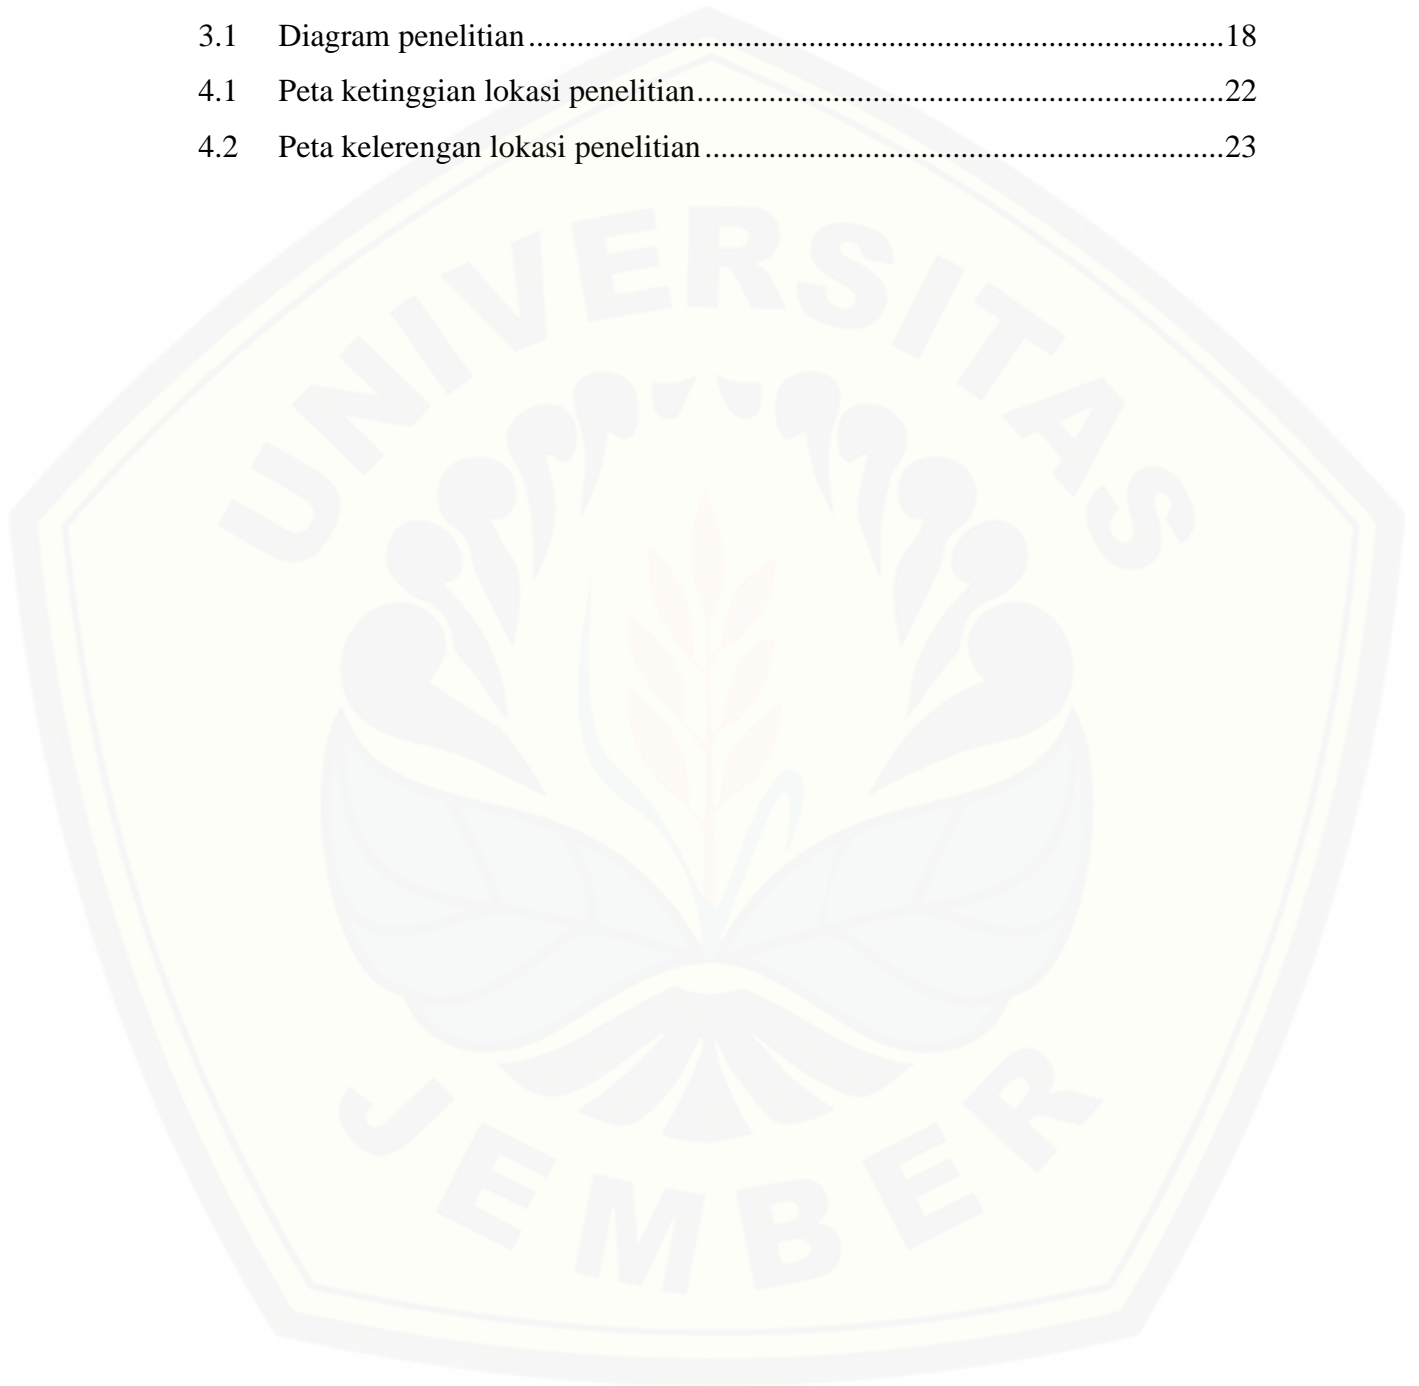 3.1 Diagram penelitian.......................................................................................18
4.1 Peta ketinggian lokasi penelitian..................................................................22
4.2 Peta kelerengan lokasi penelitian.................................................................23
UNIVERSITAS
JEMBER